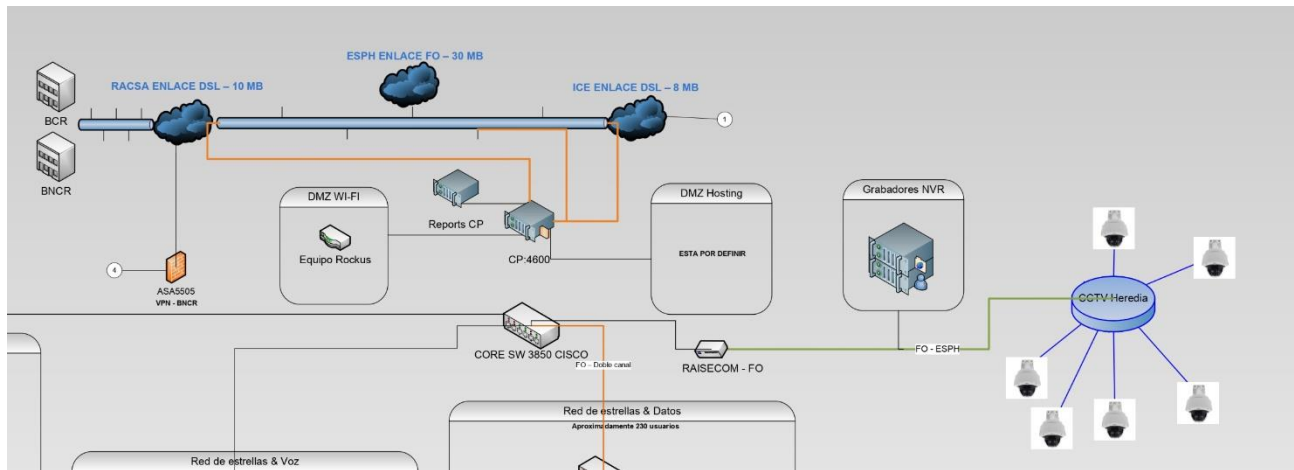 ESPH ENLACE FO – 30 MB
RACSA ENLACE DSL – 10 MB
ICE ENLACE DSL – 8 MB
BCR
1
BNCR
DMZ WI-FI
Equipo Rockus
Reports CP
CP:4600
DMZ Hosting
ESTA POR DEFINIR
Grabadores NVR
4
ASA5505
VPN - BNCR
CCTV Heredia
CORE SW 3850 CISCO
FO - Doble canal
RAISECOM - FO
FO - ESPH
Red de estrellas & Datos
Aproximadamente 230 usuarios
Red de estrellas & Voz